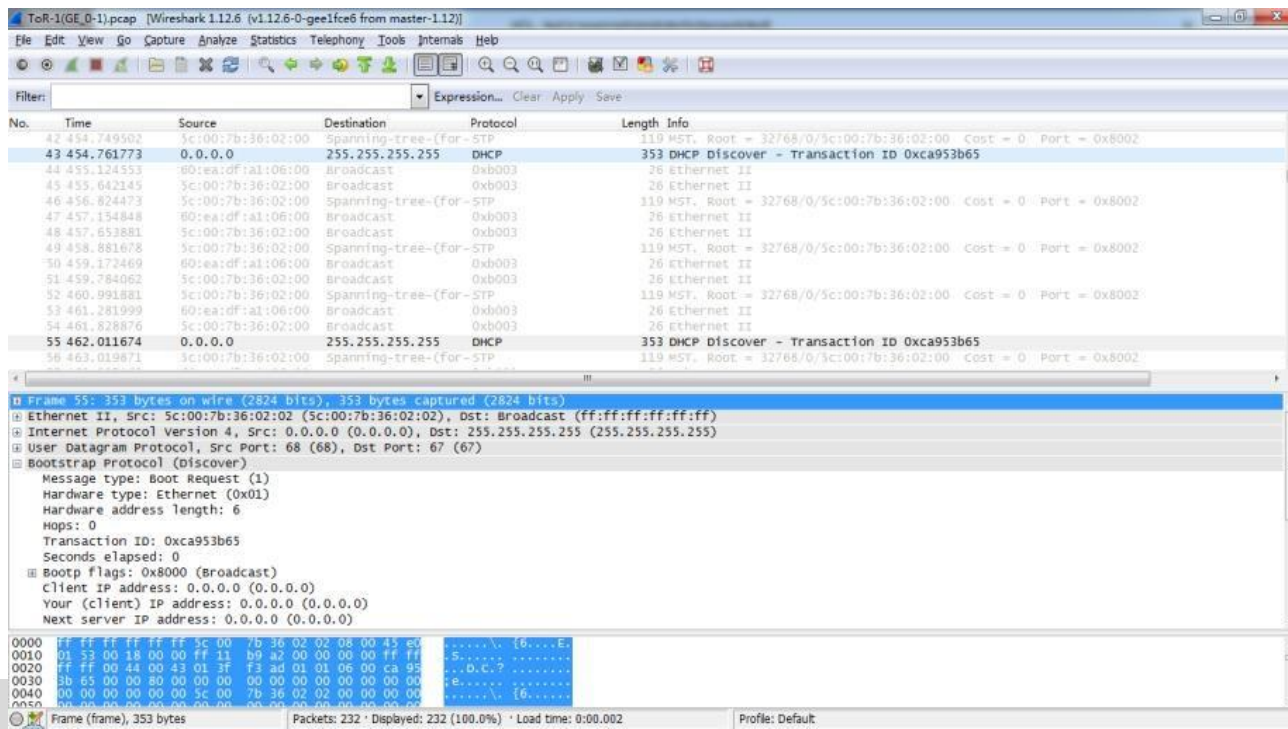 ToR-1(GE_0-1).pcap [Wireshark 1.12.6 (v1.12.6-0-gee1fce6 from master-1.12)]
File Edit View Go Capture Analyze Statistics Telephony Tools Internals Help
Filter: Expression... Clear Apply Save
No. Time Source Destination Protocol Length Info
42 454.749502 5c:00:7b:36:02:00 Spanning-tree-(for- STP 119 MST. Root = 32768/0/5c:00:7b:36:02:00 Cost = 0 Port = 0x8002
43 454.761773 0.0.0.0 255.255.255.255 DHCP 353 DHCP Discover - Transaction ID 0xca953b65
44 455.124553 60:ea:df:a1:06:00 Broadcast 0xb003 26 Ethernet II
45 455.642145 5c:00:7b:36:02:00 Broadcast 0xb003 26 Ethernet II
46 456.824473 5c:00:7b:36:02:00 Spanning-tree-(for- STP 119 MST. Root = 32768/0/5c:00:7b:36:02:00 Cost = 0 Port = 0x8002
47 457.154848 60:ea:df:a1:06:00 Broadcast 0xb003 26 Ethernet II
48 457.653881 5c:00:7b:36:02:00 Broadcast 0xb003 26 Ethernet II
49 458.881678 5c:00:7b:36:02:00 Spanning-tree-(for- STP 119 MST. Root = 32768/0/5c:00:7b:36:02:00 Cost = 0 Port = 0x8002
50 459.172469 60:ea:df:a1:06:00 Broadcast 0xb003 26 Ethernet II
51 459.784062 5c:00:7b:36:02:00 Broadcast 0xb003 26 Ethernet II
52 460.991881 5c:00:7b:36:02:00 Spanning-tree-(for- STP 119 MST. Root = 32768/0/5c:00:7b:36:02:00 Cost = 0 Port = 0x8002
53 461.281999 60:ea:df:a1:06:00 Broadcast 0xb003 26 Ethernet II
54 461.828876 5c:00:7b:36:02:00 Broadcast 0xb003 26 Ethernet II
55 462.011674 0.0.0.0 255.255.255.255 DHCP 353 DHCP Discover - Transaction ID 0xca953b65
56 463.019871 5c:00:7b:36:02:00 Spanning-tree-(for- STP 119 MST. Root = 32768/0/5c:00:7b:36:02:00 Cost = 0 Port = 0x8002
Frame 55: 353 bytes on wire (2824 bits), 353 bytes captured (2824 bits)
Ethernet II, Src: 5c:00:7b:36:02:02 (5c:00:7b:36:02:02), Dst: Broadcast (ff:ff:ff:ff:ff:ff)
Internet Protocol Version 4, Src: 0.0.0.0 (0.0.0.0), Dst: 255.255.255.255 (255.255.255.255)
User Datagram Protocol, Src Port: 68 (68), Dst Port: 67 (67)
Bootstrap Protocol (Discover)
Message type: Boot Request (1)
Hardware type: Ethernet (0x01)
Hardware address length: 6
Hops: 0
Transaction ID: 0xca953b65
Seconds elapsed: 0
Bootp flags: 0x8000 (Broadcast)
Client IP address: 0.0.0.0 (0.0.0.0)
Your (client) IP address: 0.0.0.0 (0.0.0.0)
Next server IP address: 0.0.0.0 (0.0.0.0)
0000 ff ff ff ff ff ff 5c 00 7b 36 02 02 08 00 45 e0 ......\. {6....E.
0010 01 53 00 18 00 00 ff 11 b9 a2 00 00 00 00 ff ff .S...... ........
0020 ff ff 00 44 00 43 01 3f f3 ad 01 01 06 00 ca 95 ...D.C.? ........
0030 3b 65 00 00 80 00 00 00 00 00 00 00 00 00 00 00 ;e...... ........
0040 00 00 00 00 00 00 5c 00 7b 36 02 02 00 00 00 00 ......\. {6......
0050 00 00 00 00 00 00 00 00 00 00 00 00 00 00 00 00
Frame (frame), 353 bytes Packets: 232 · Displayed: 232 (100.0%) · Load time: 0:00.002 Profile: Default